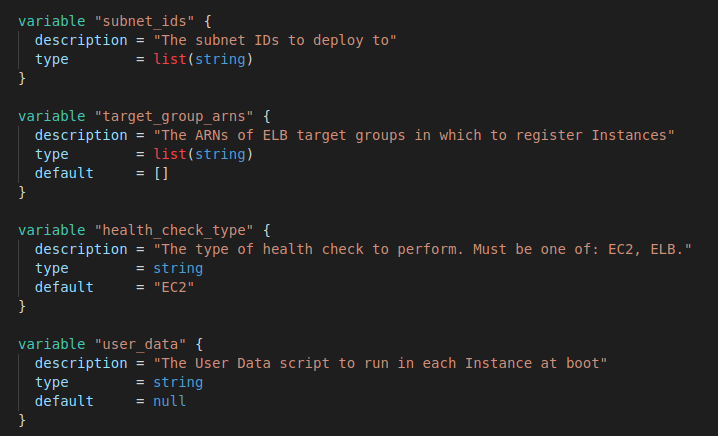 variable "subnet_ids" {
  description = "The subnet IDs to deploy to"
  type        = list(string)
}

variable "target_group_arns" {
  description = "The ARNs of ELB target groups in which to register Instances"
  type        = list(string)
  default     = []
}

variable "health_check_type" {
  description = "The type of health check to perform. Must be one of: EC2, ELB."
  type        = string
  default     = "EC2"
}

variable "user_data" {
  description = "The User Data script to run in each Instance at boot"
  type        = string
  default     = null
}